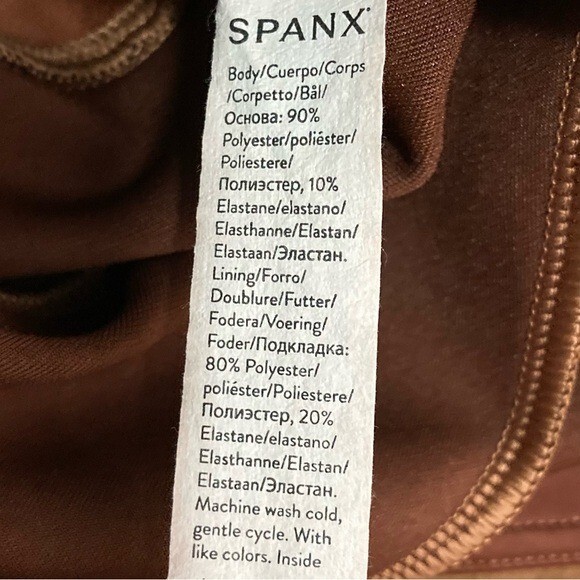 SPANX®
Body/Cuerpo/Corps
/Corpetto/Bål/
Основа: 90%
Polyester/poliéster/
Poliestere/
Полиэстер, 10%
Elastane/elastano/
Elasthanne/Elastan/
Elastaan/Эластан.
Lining/Forro/
Doublure/Futter/
Fodera/Voering/
Foder/Подкладка:
80% Polyester/
poliéster/Poliestere/
Полиэстер, 20%
Elastane/elastano/
Elasthanne/Elastan/
Elastaan/Эластан.
Machine wash cold,
gentle cycle. With
like colors. Inside